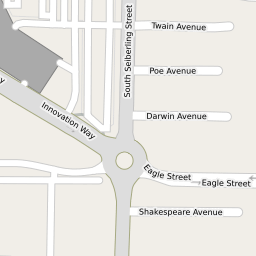 Twain Avenue
South Seiberling Street
Poe Avenue
Innovation Way
Darwin Avenue
Eagle Street
Eagle Street
Shakespeare Avenue